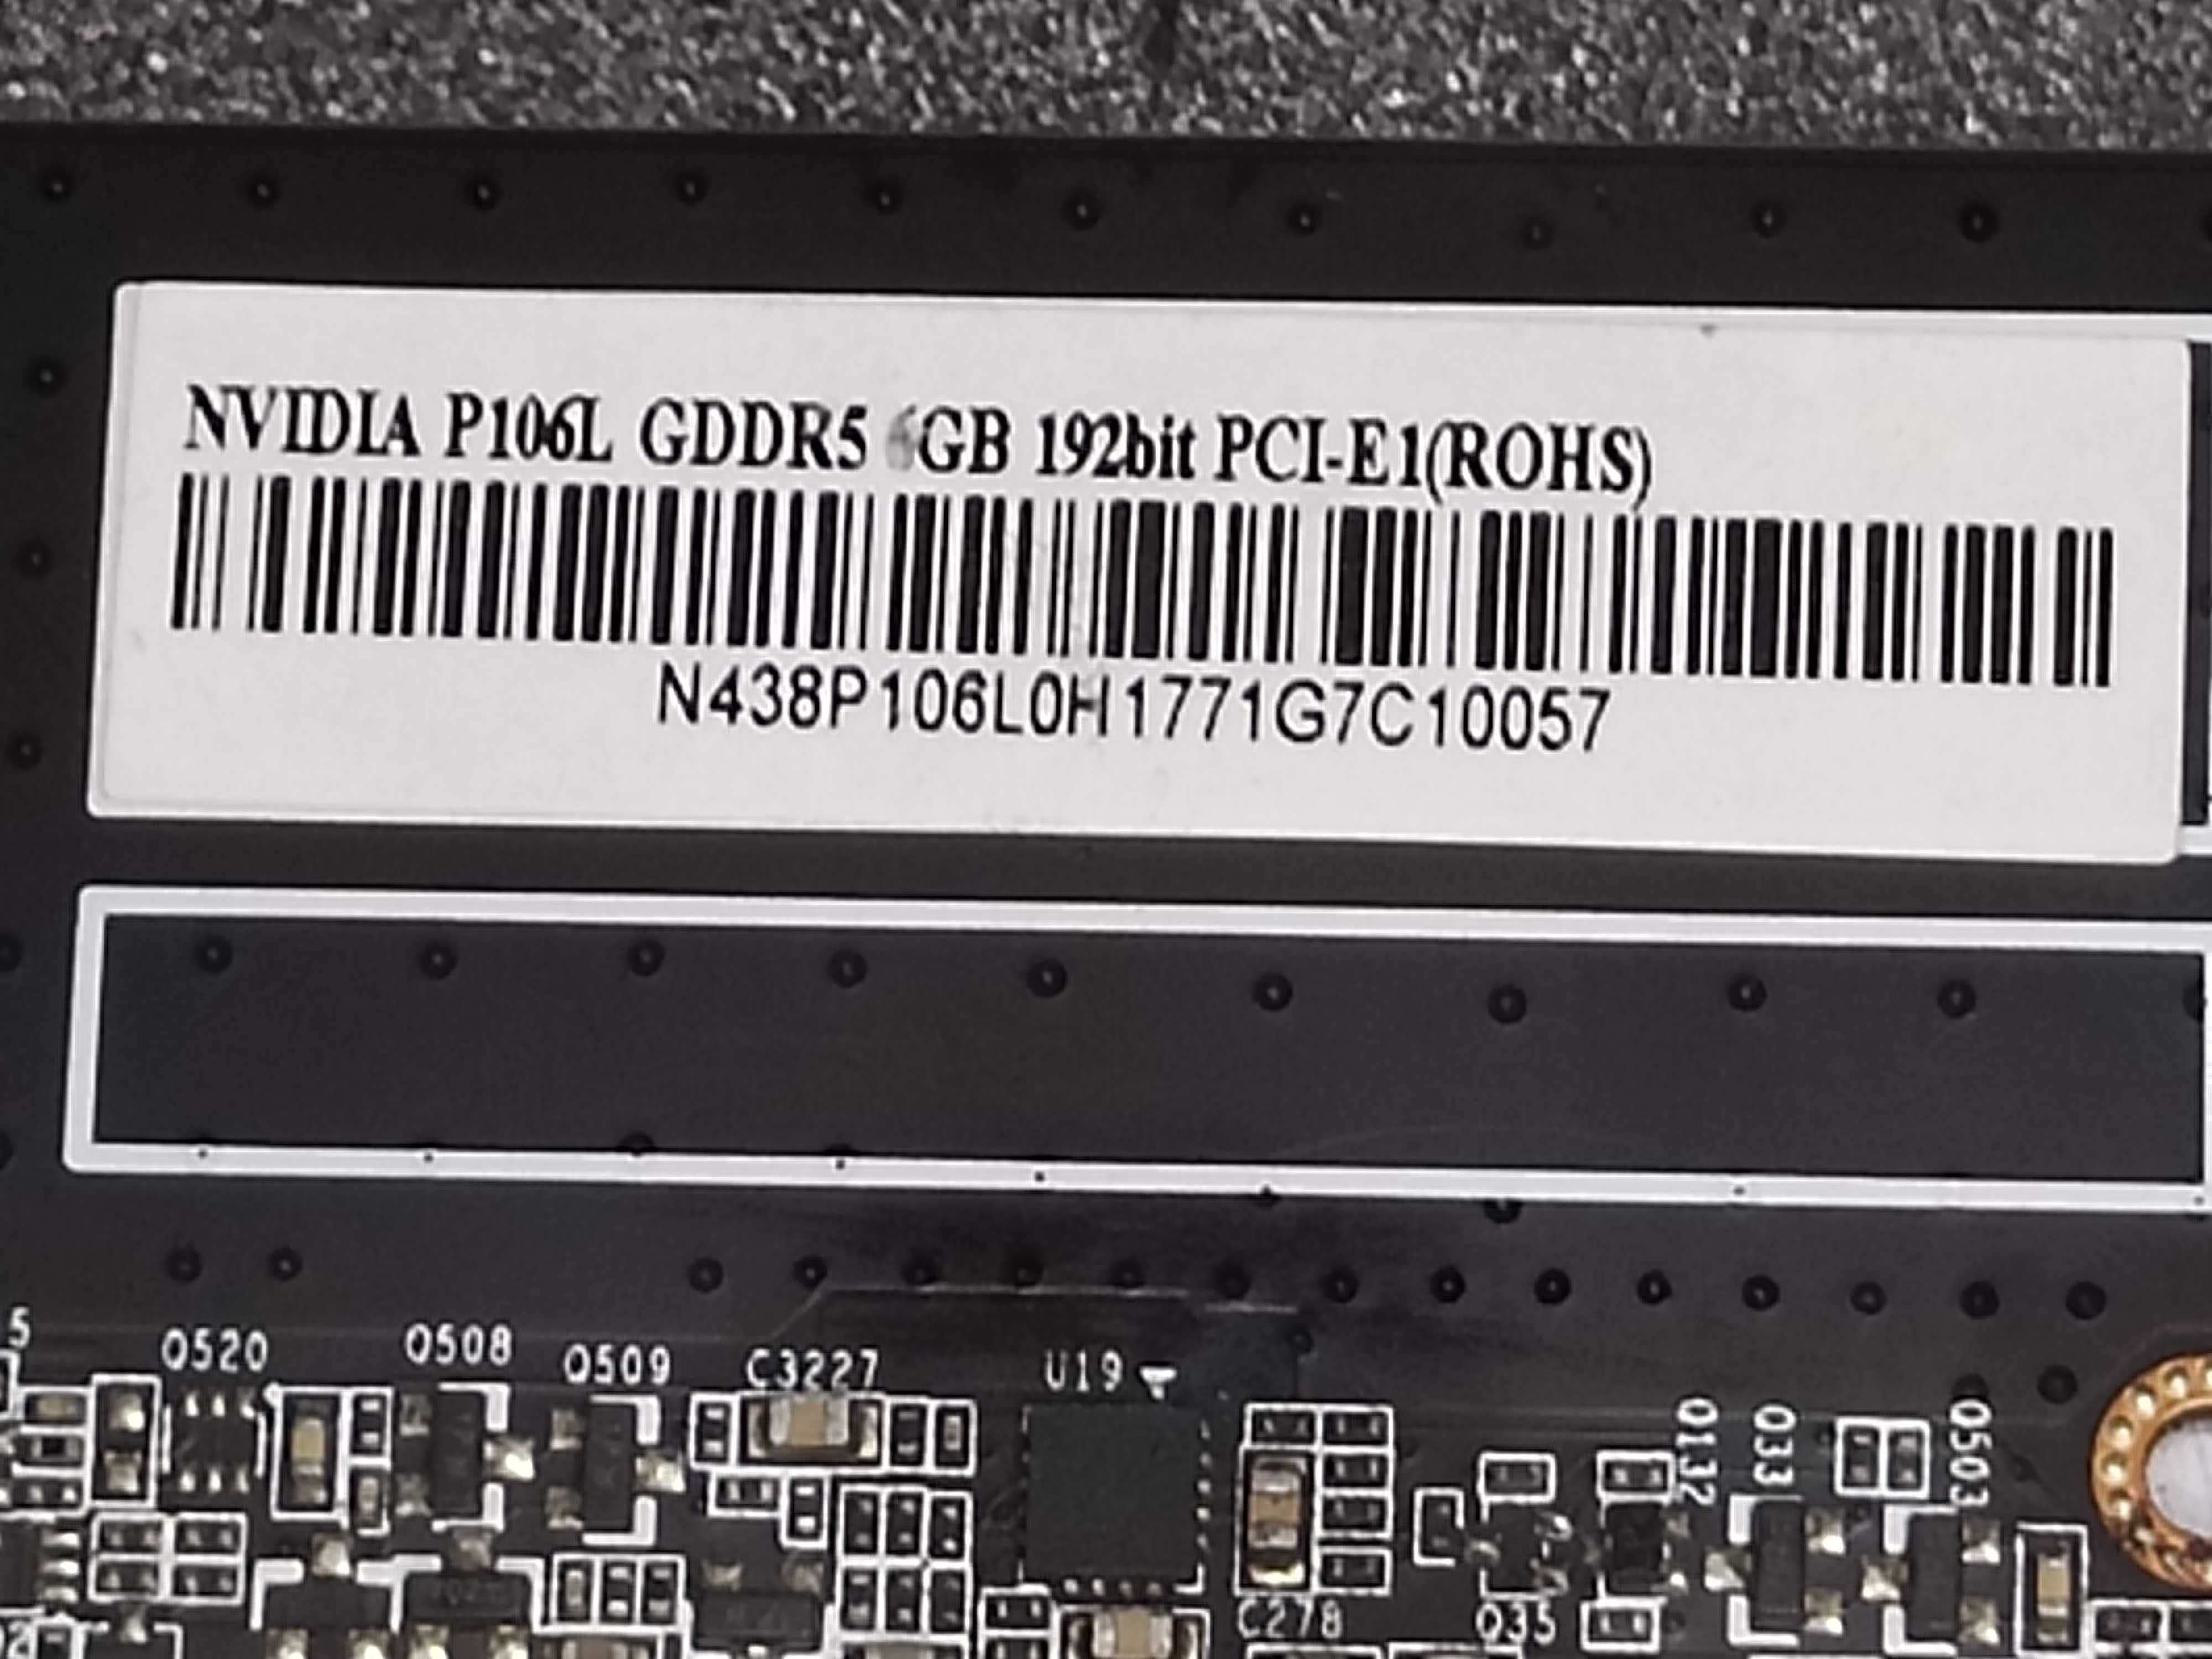 NVIDIA P106L GDDR5 6GB 192bit PCI-E1(ROHS)
N438P106L0H1771G7C10057
5
Q520
Q508
Q509
C3227
U19
Q132
Q33
Q503
C278
Q35